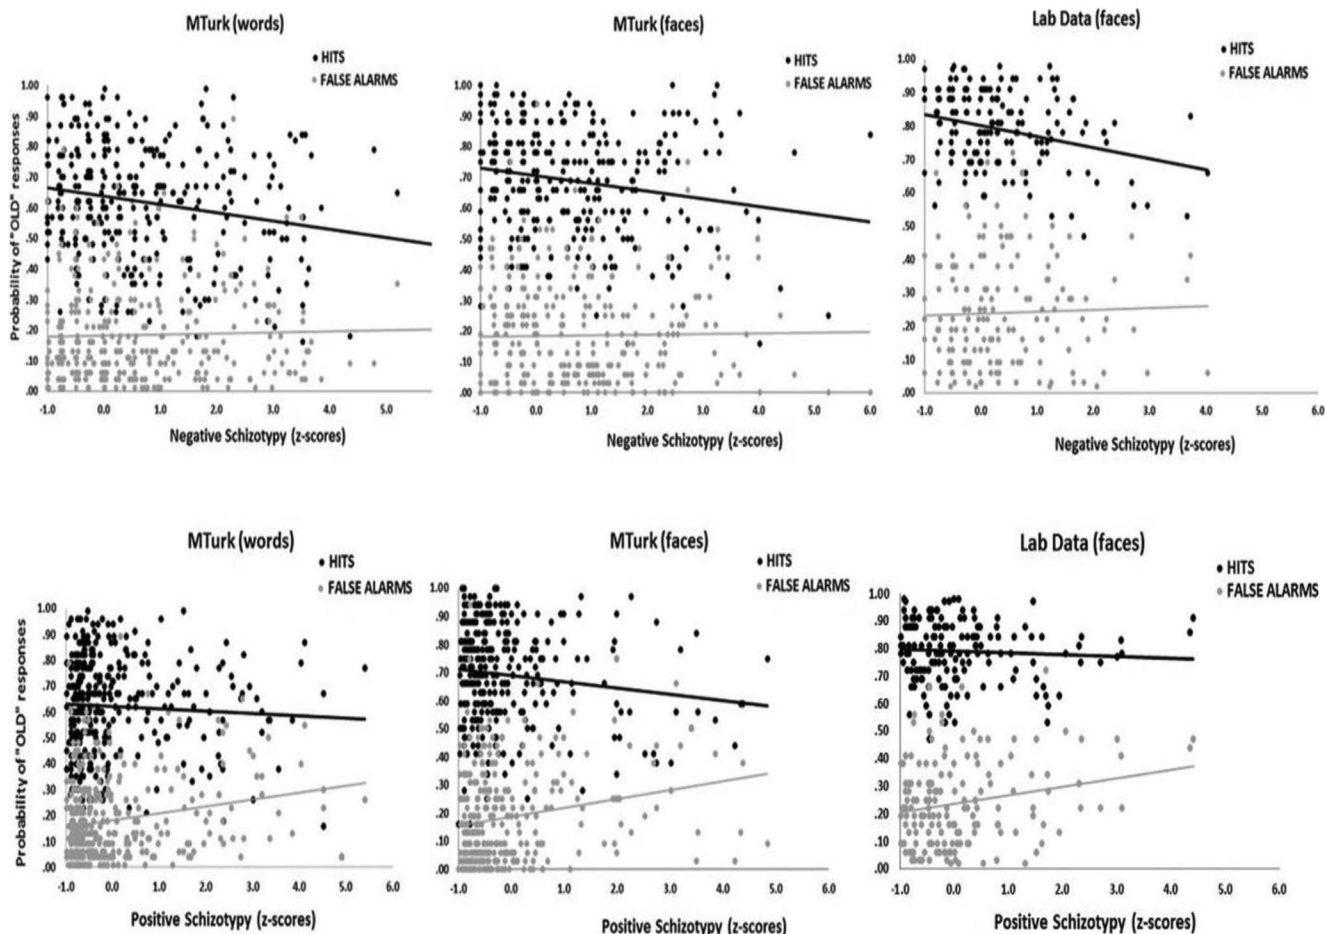 MTurk (words)
HITS
FALSE ALARMS
1.00
.90
.80
.70
.60
.50
.40
.30
.20
.10
.00
-1.0 0.0 1.0 2.0 3.0 4.0 5.0
Probability of "OLD" responses
Negative Schizotypy (z-scores)
MTurk (faces)
HITS
FALSE ALARMS
1.00
.90
.80
.70
.60
.50
.40
.30
.20
.10
.00
-1.0 0.0 1.0 2.0 3.0 4.0 5.0 6.0
Negative Schizotypy (z-scores)
Lab Data (faces)
HITS
FALSE ALARMS
1.00
.90
.80
.70
.60
.50
.40
.30
.20
.10
.00
-1.0 0.0 1.0 2.0 3.0 4.0 5.0 6.0
Negative Schizotypy (z-scores)
MTurk (words)
HITS
FALSE ALARMS
1.00
.90
.80
.70
.60
.50
.40
.30
.20
.10
.00
-1.0 0.0 1.0 2.0 3.0 4.0 5.0 6.0
Probability of "OLD" responses
Positive Schizotypy (z-scores)
MTurk (faces)
HITS
FALSE ALARMS
1.00
.90
.80
.70
.60
.50
.40
.30
.20
.10
.00
-1.0 0.0 1.0 2.0 3.0 4.0 5.0 6.0
Positive Schizotypy (z-scores)
Lab Data (faces)
HITS
FALSE ALARMS
1.00
.90
.80
.70
.60
.50
.40
.30
.20
.10
.00
-1.0 0.0 1.0 2.0 3.0 4.0 5.0 6.0
Positive Schizotypy (z-scores)